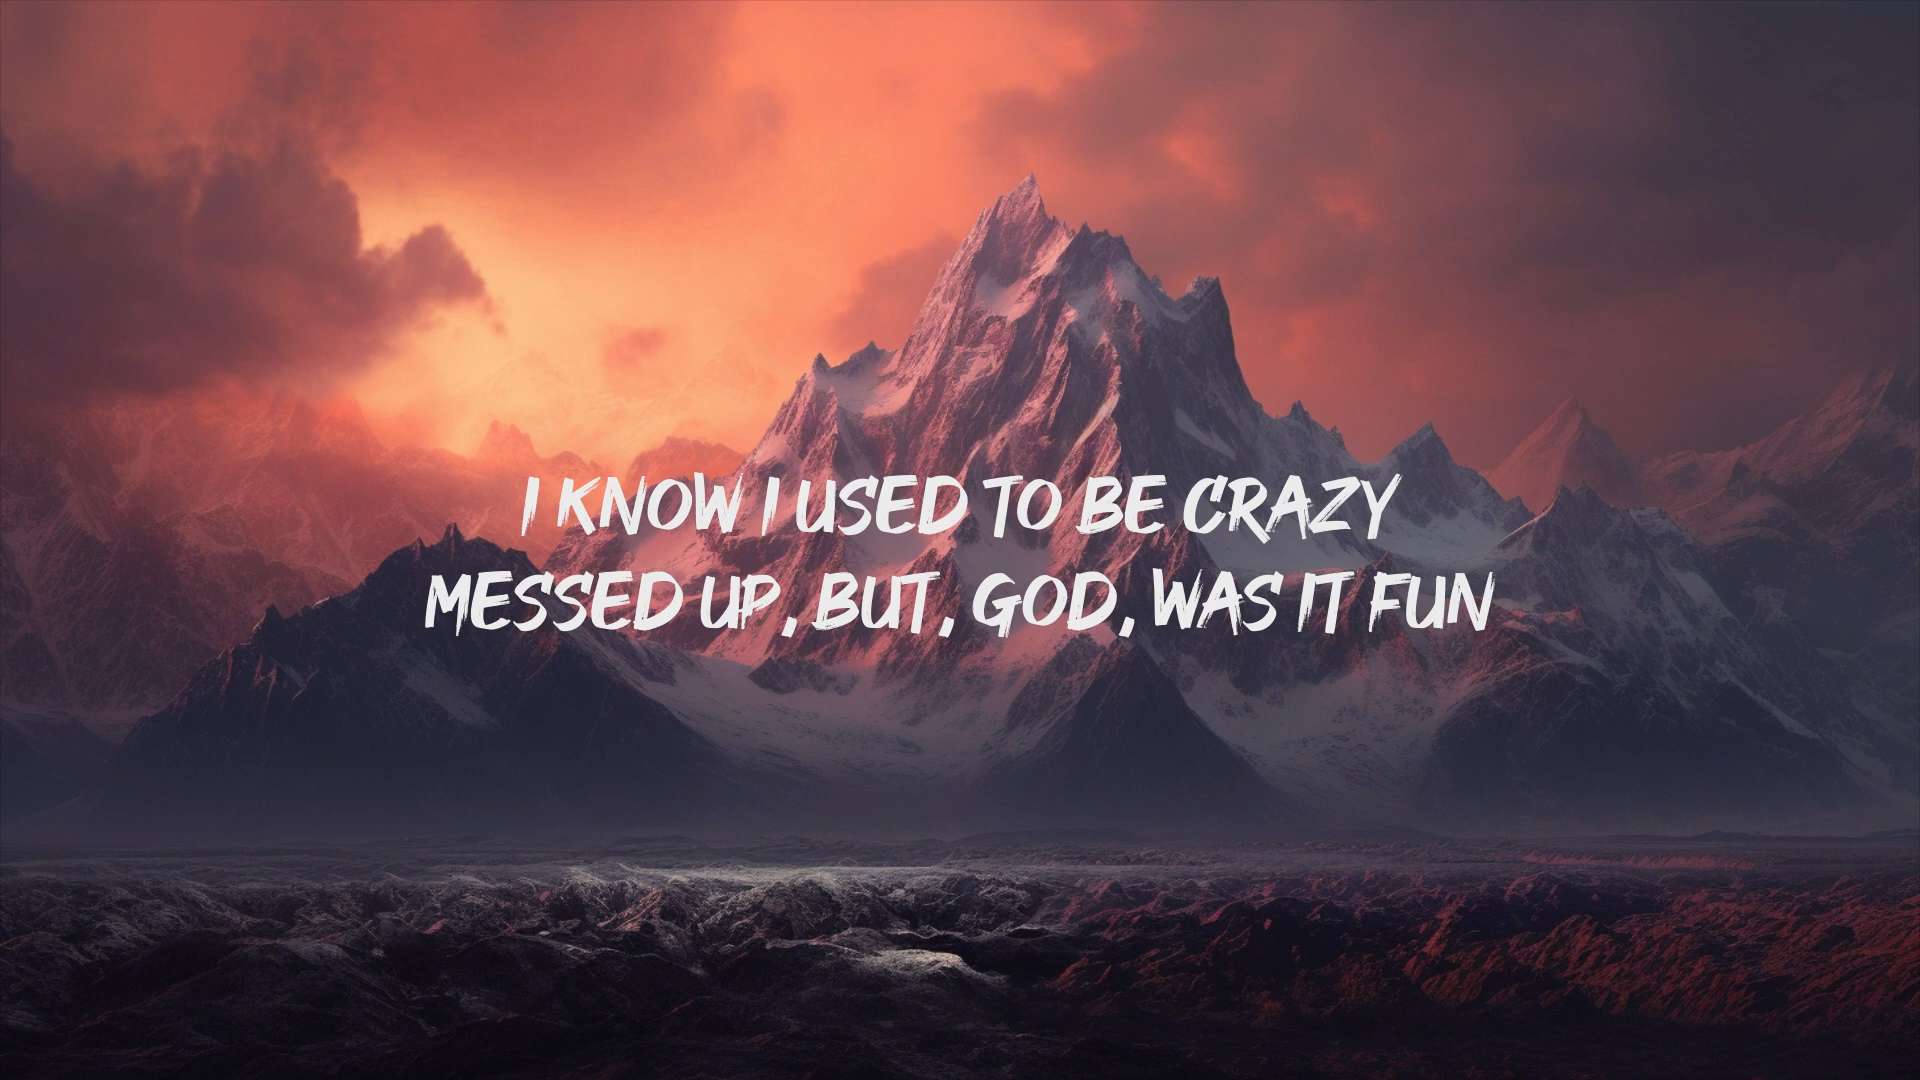 I KNOW I USED TO BE CRAZY
MESSED UP, BUT, GOD, WAS IT FUN